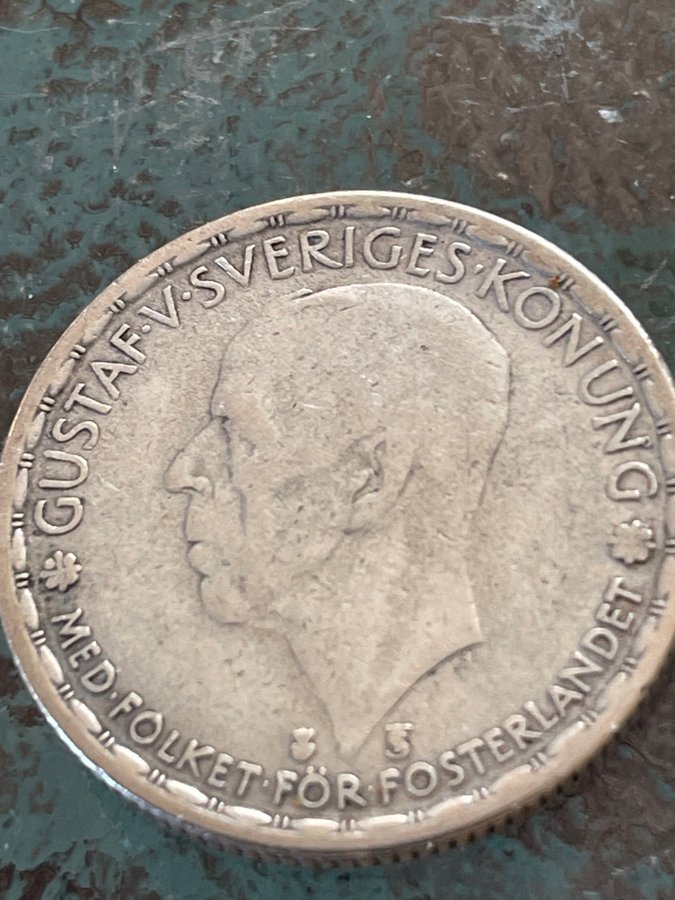 GUSTAF·V·SVERIGES·KONUNG
MED·FOLKET·FÖR·FOSTERLANDET